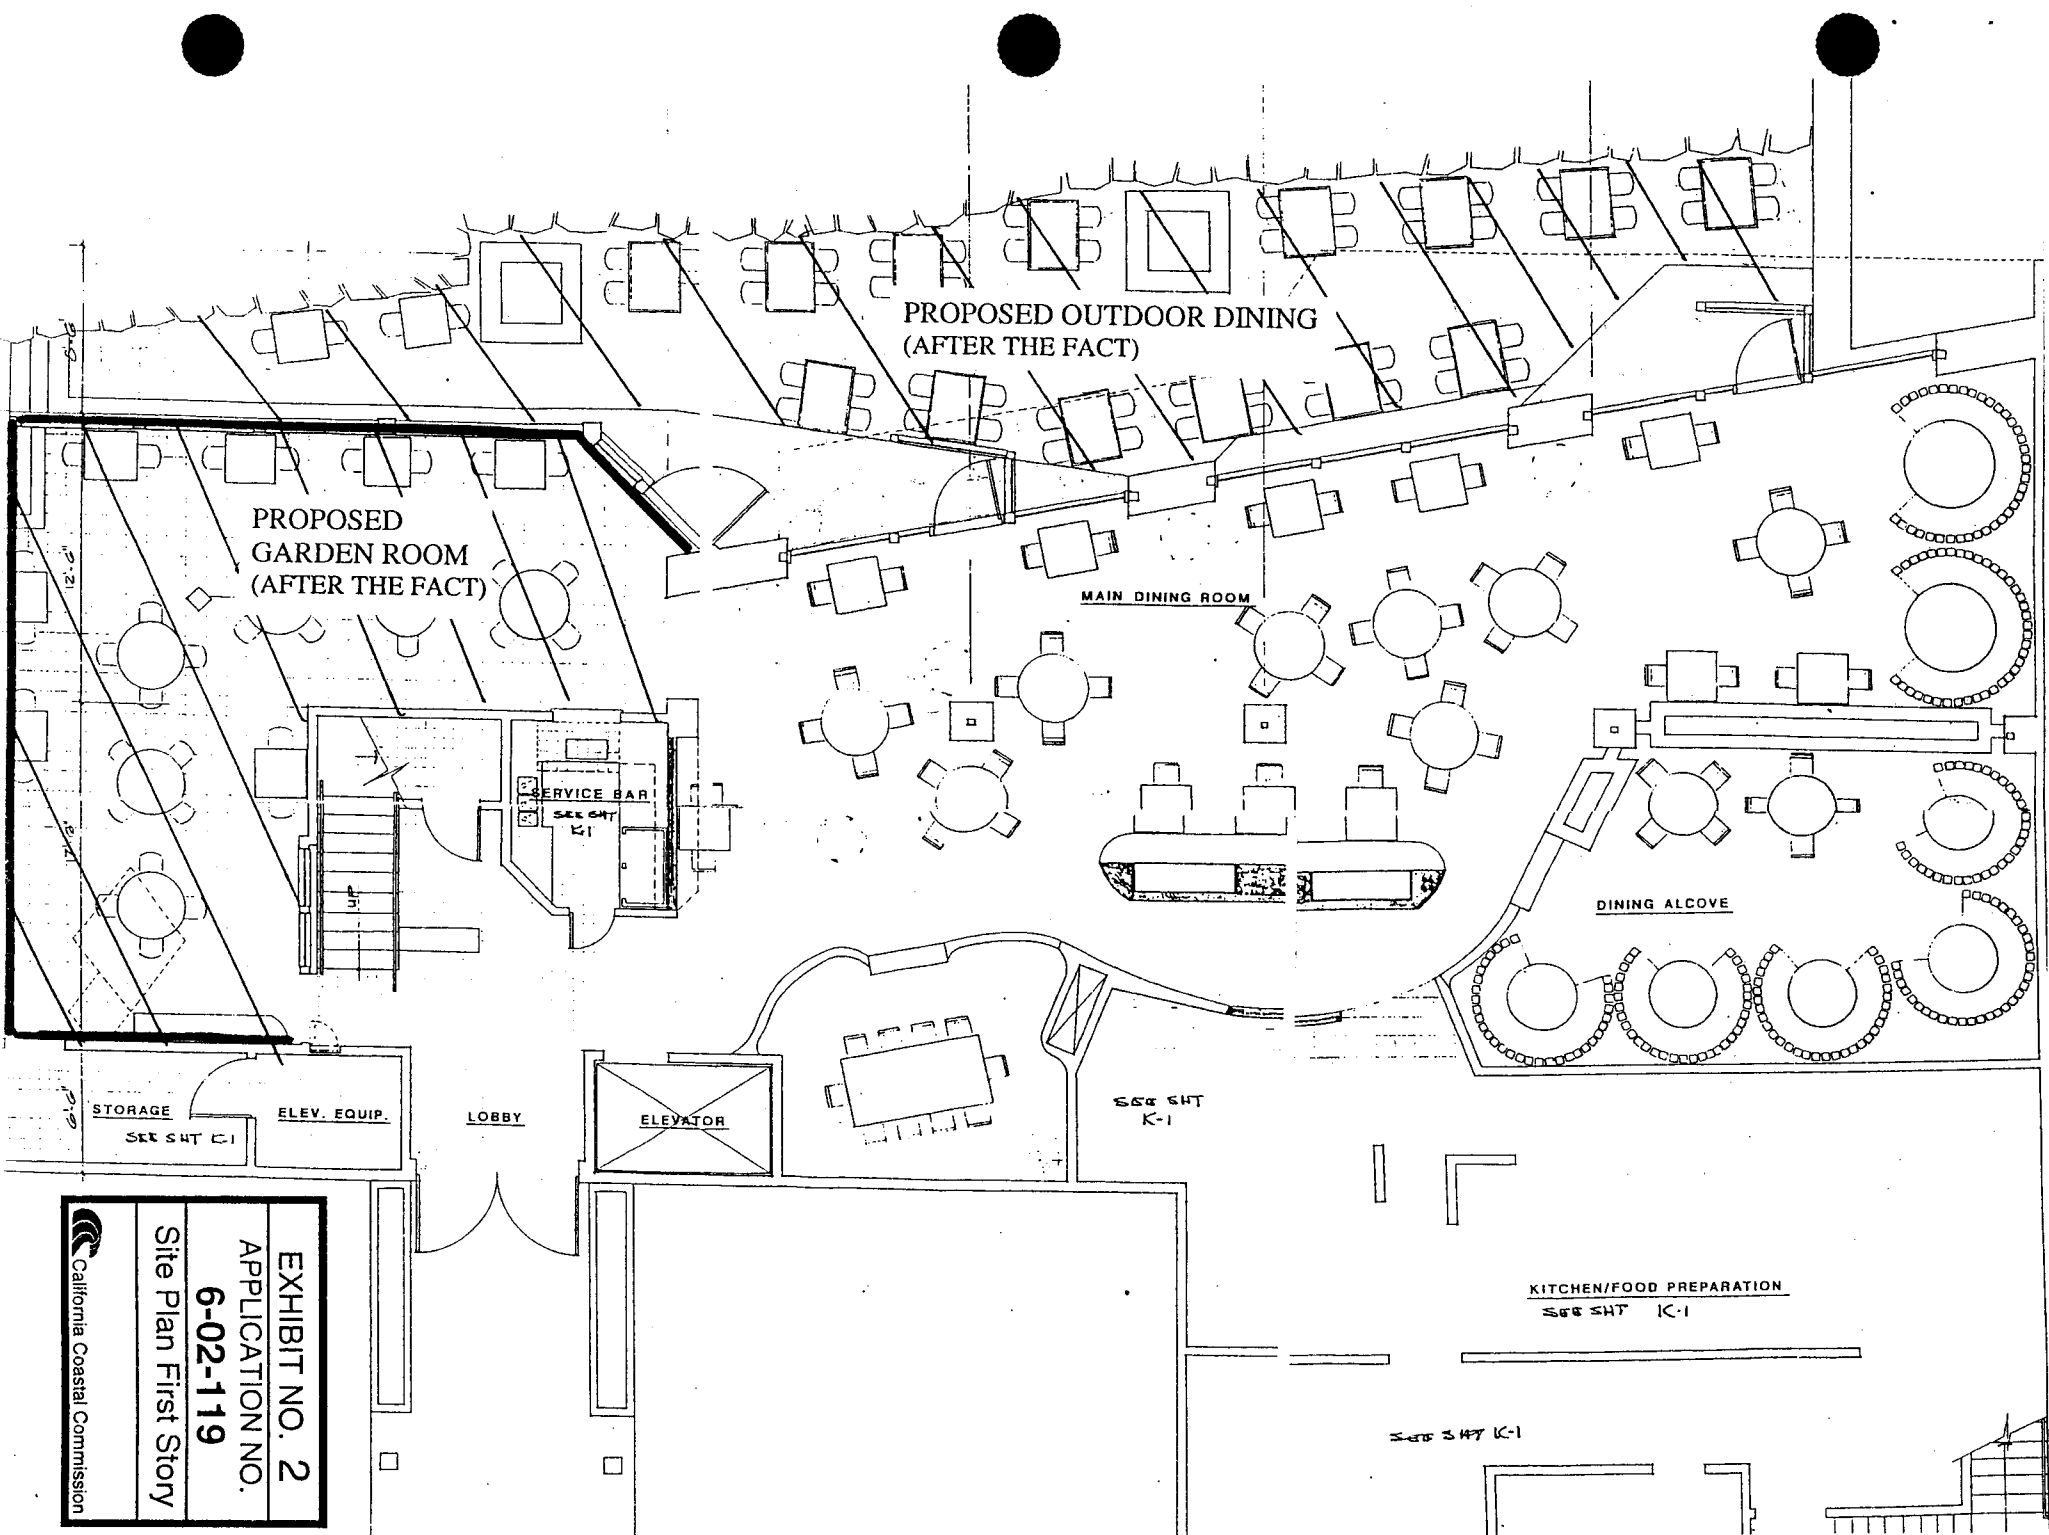 PROPOSED OUTDOOR DINING
(AFTER THE FACT)
PROPOSED
GARDEN ROOM
(AFTER THE FACT)
MAIN DINING ROOM
SERVICE BAR
SEE SHT
K-1
UP
DINING ALCOVE
STORAGE
SEE SHT K-1
ELEV. EQUIP.
LOBBY
ELEVATOR
SEE SHT
K-1
KITCHEN/FOOD PREPARATION
SEE SHT K-1
SEE SHT K-1
EXHIBIT NO. 2
APPLICATION NO.
6-02-119
Site Plan First Story
California Coastal Commission